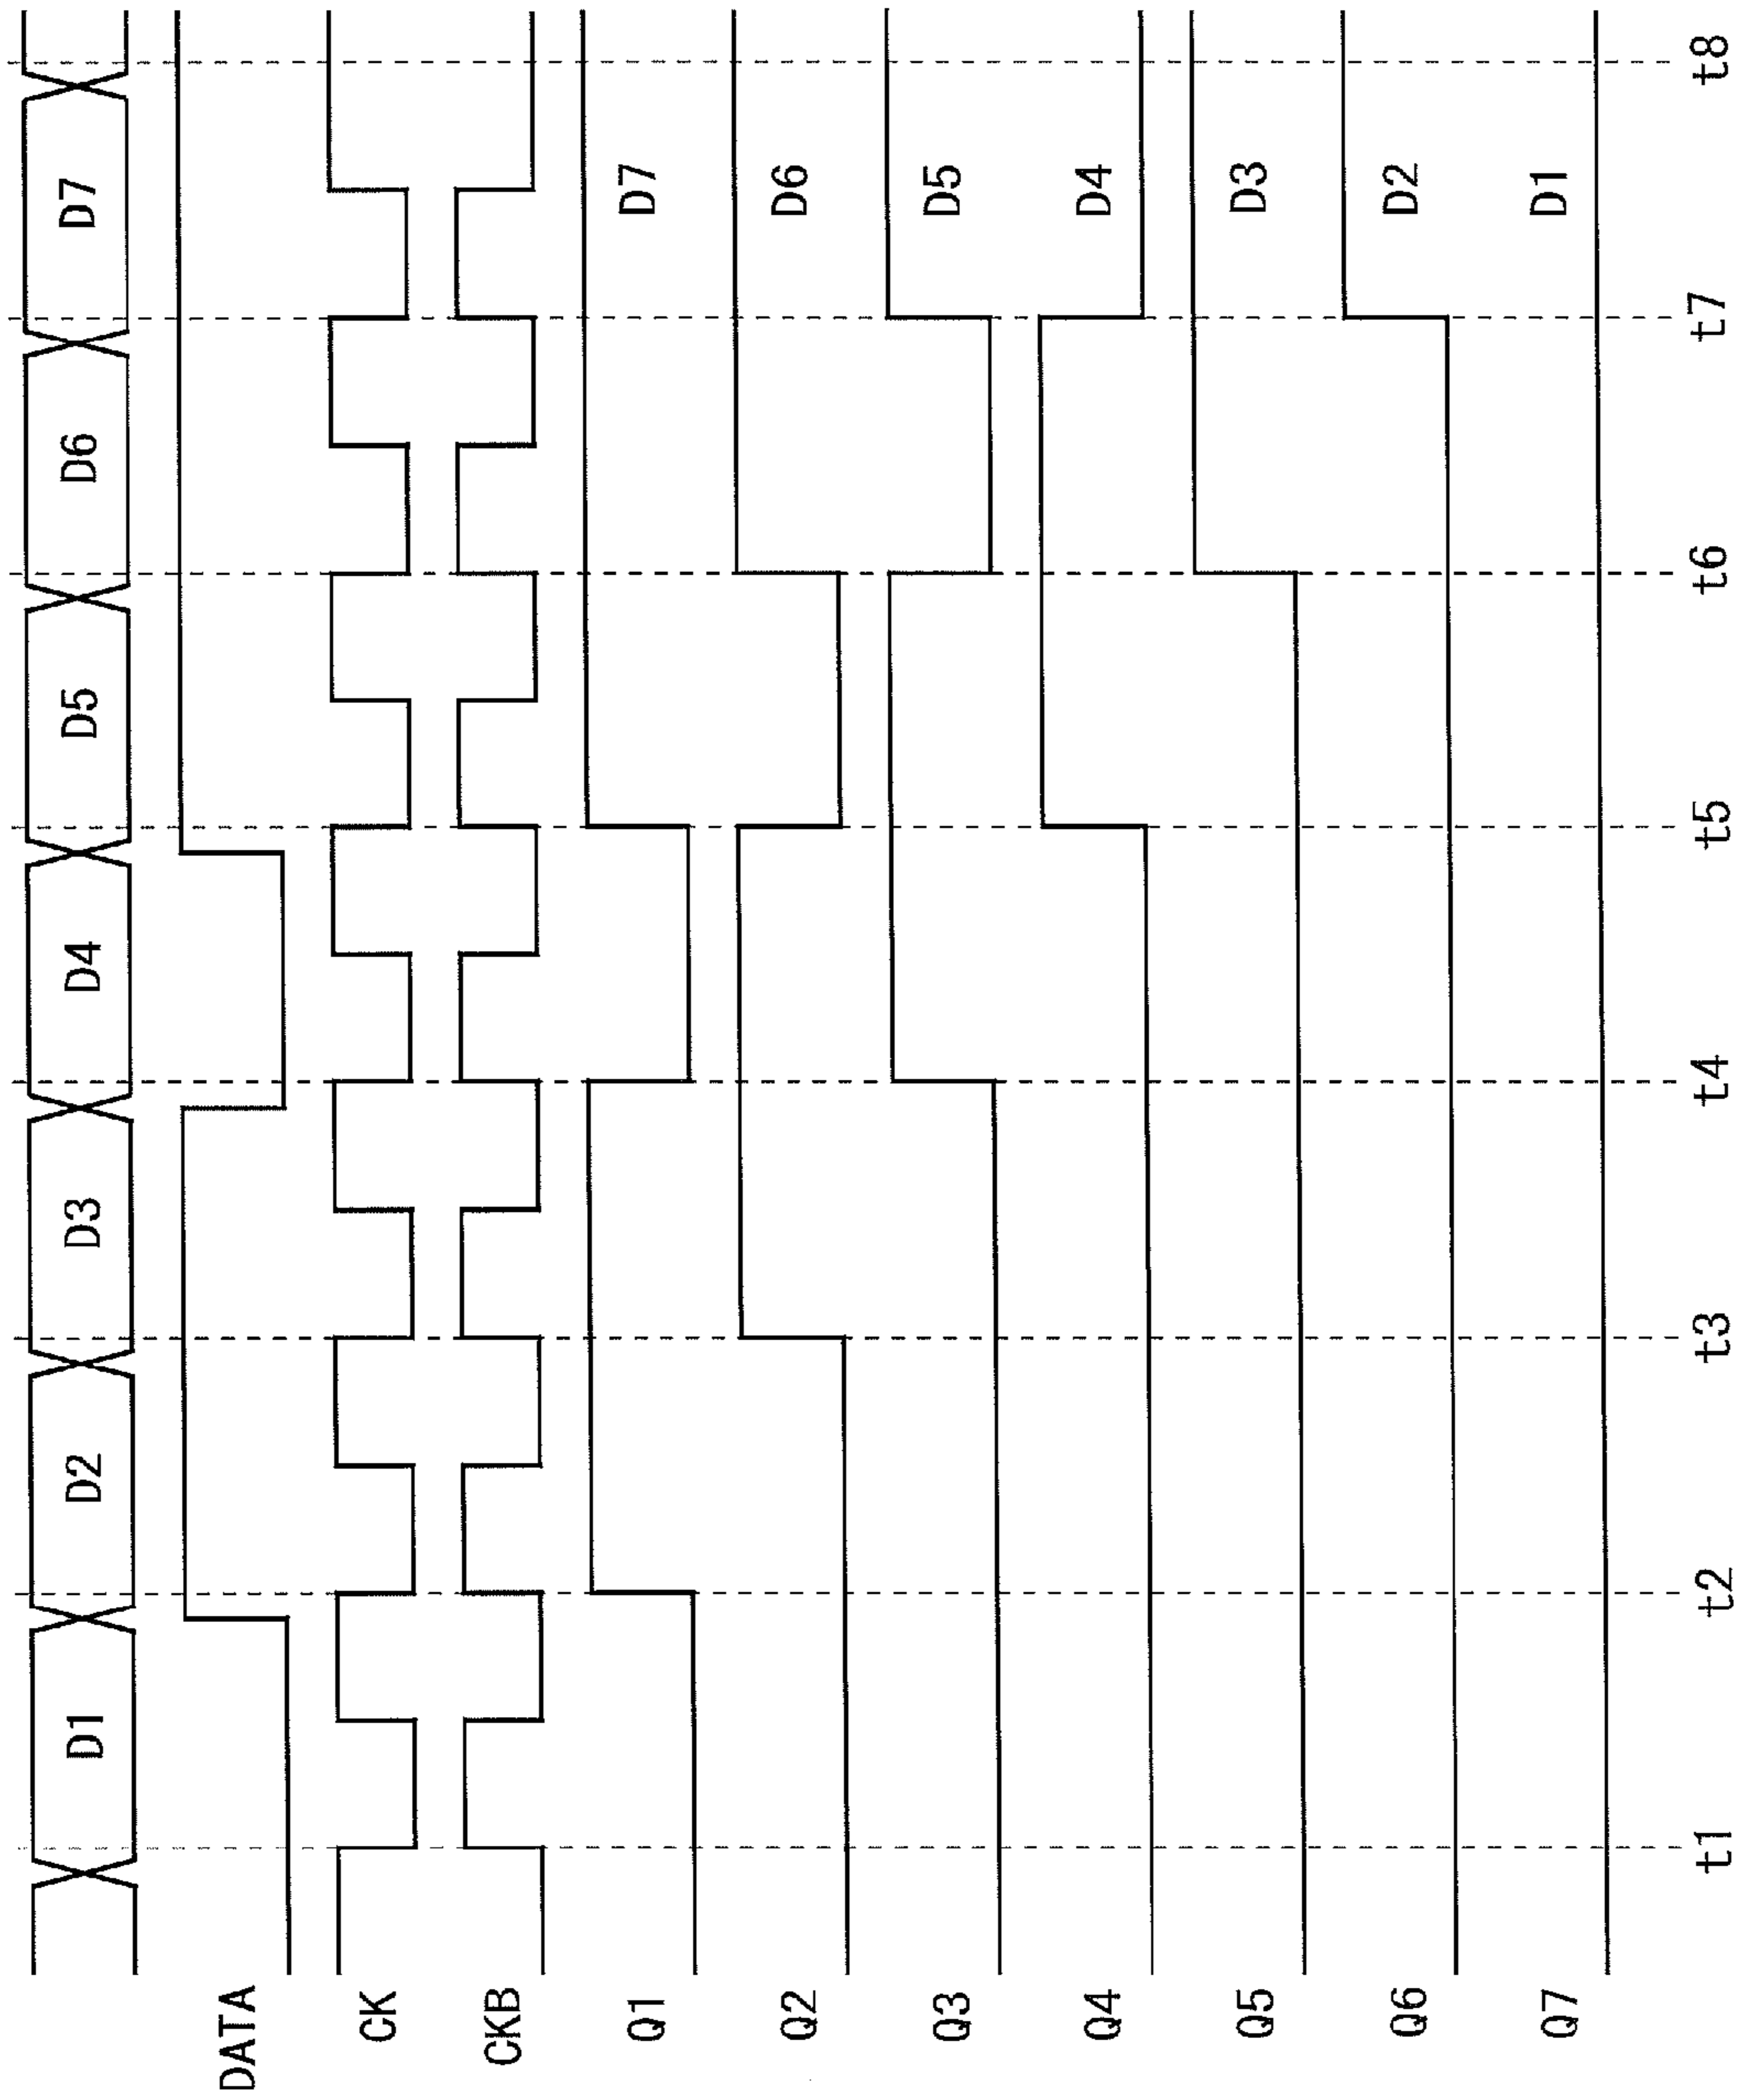 D1 D2 D3 D4 D5 D6 D7
DATA
CK
CKB
Q1 D7
Q2 D6
Q3 D5
Q4 D4
Q5 D3
Q6 D2
Q7 D1
t1 t2 t3 t4 t5 t6 t7 t8